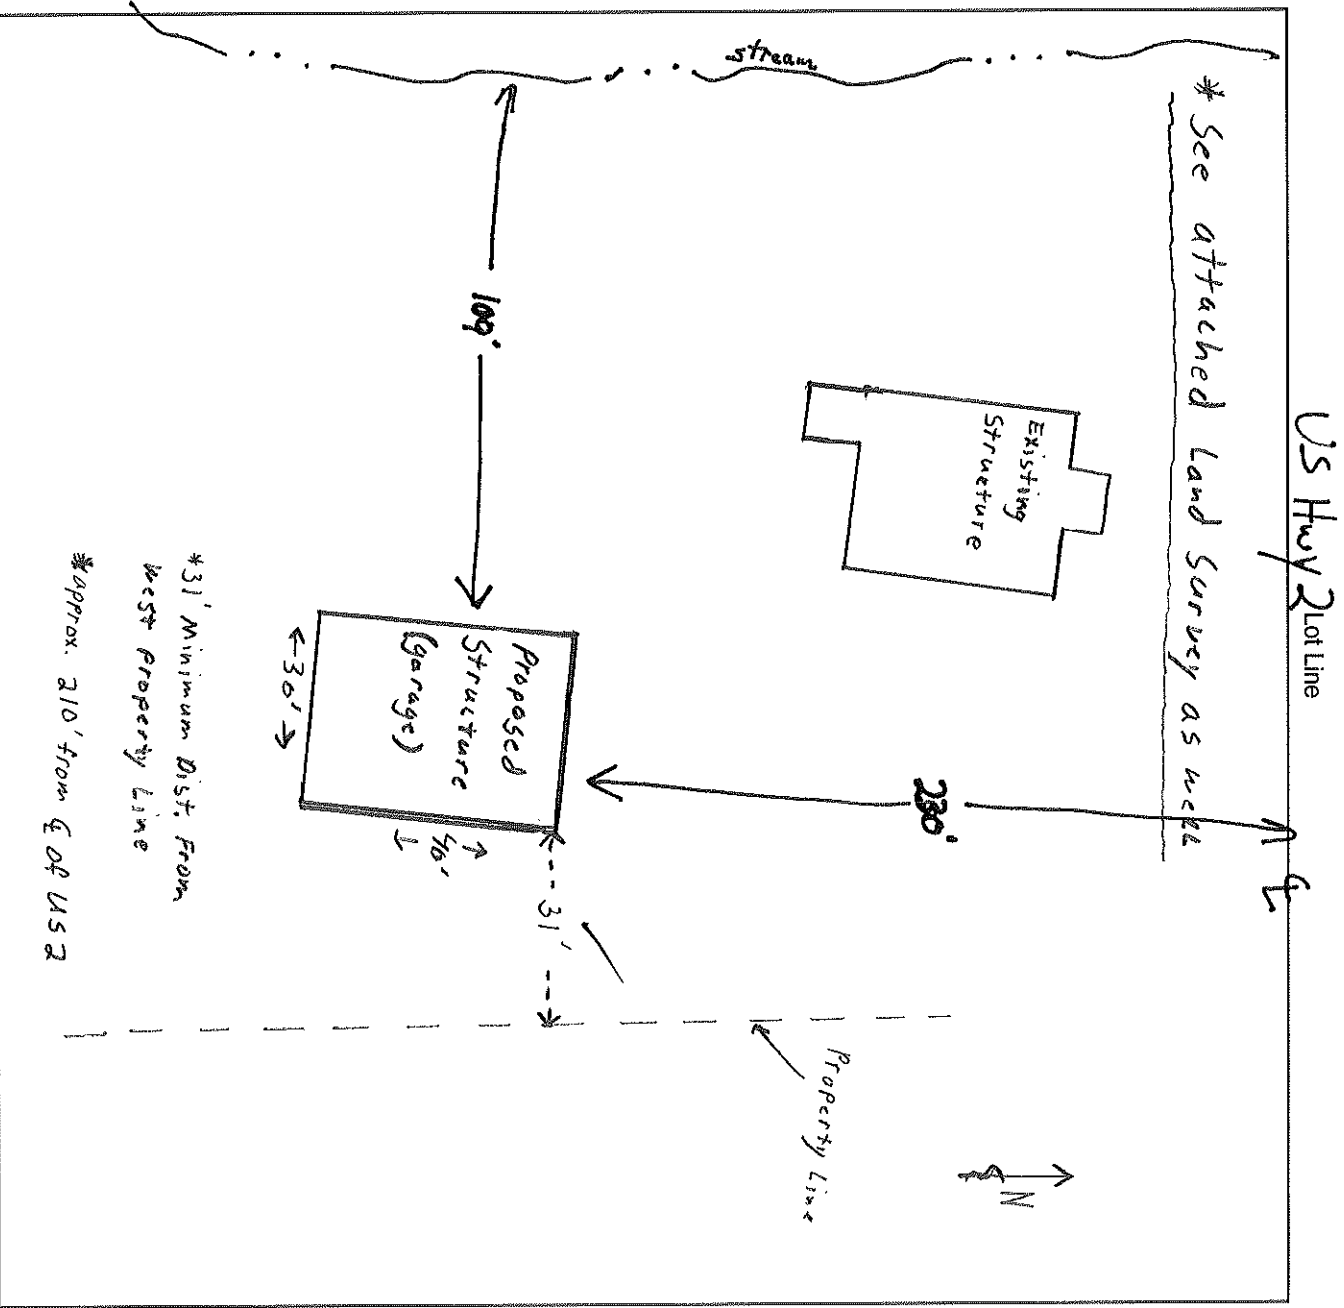 US Hwy 2 Lot Line
℄
* See attached Land Survey as well
stream
Existing
Structure
109'
230'
Proposed
Structure
(garage)
←30'→
←40'→
31'
Property Line
N
*31' Minimum Dist. From
West Property Line
*approx. 210' from ℄ of US 2